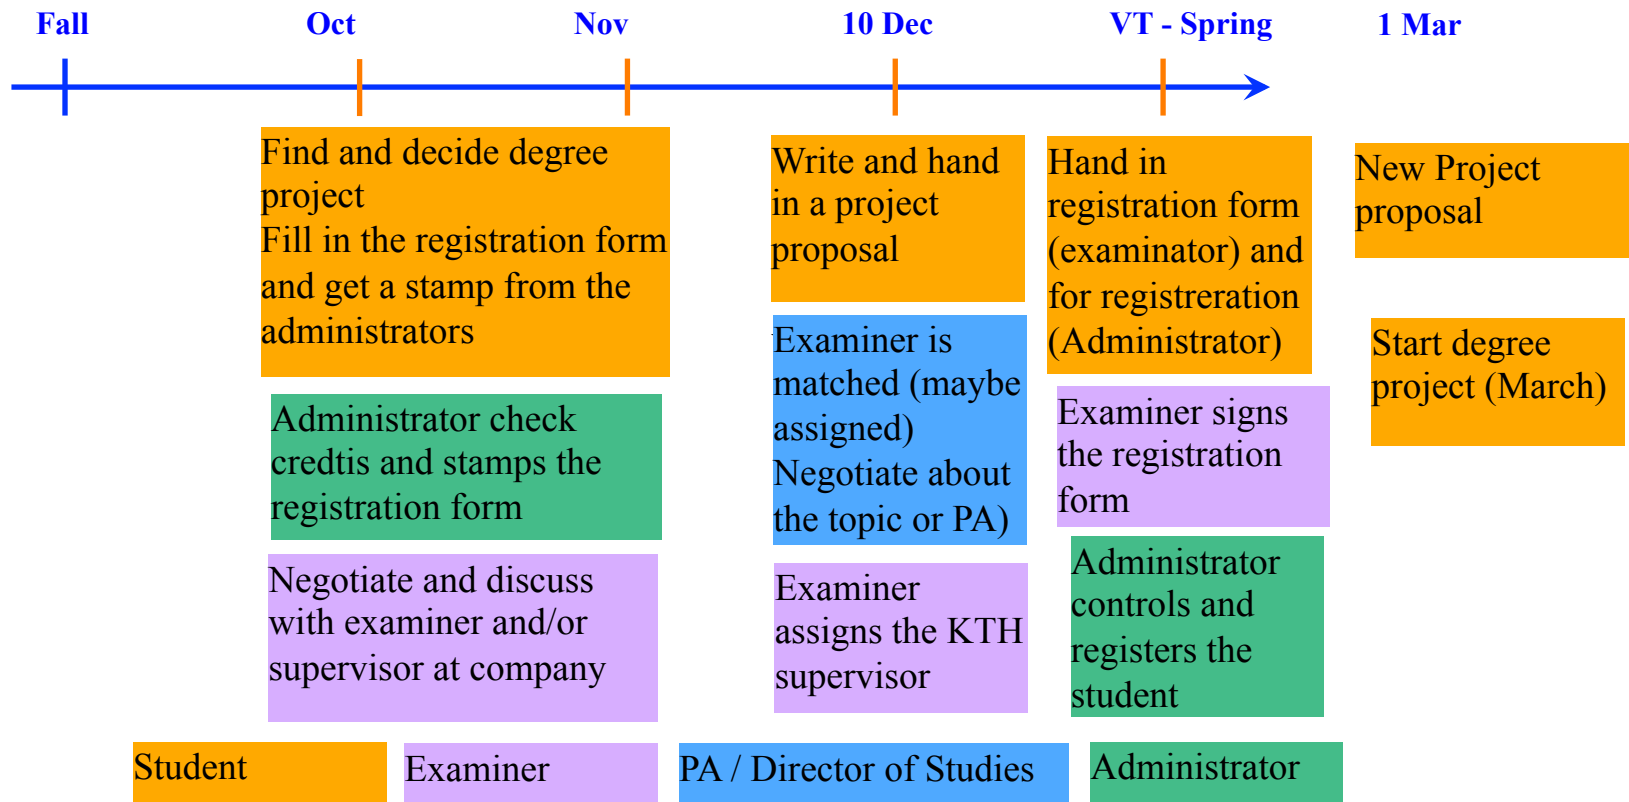 Fall
Oct
Nov
10 Dec
VT - Spring
1 Mar
Find and decide degree
project
Fill in the registration form
and get a stamp from the
administrators
Administrator check
credtis and stamps the
registration form
Negotiate and discuss
with examiner and/or
supervisor at company
Write and hand
in a project
proposal
Examiner is
matched (maybe
assigned)
Negotiate about
the topic or PA)
Examiner
assigns the KTH
supervisor
Hand in
registration form
(examinator) and
for registreration
(Administrator)
Examiner signs
the registration
form
Administrator
controls and
registers the
student
New Project
proposal
Start degree
project (March)
Student
Examiner
PA / Director of Studies
Administrator